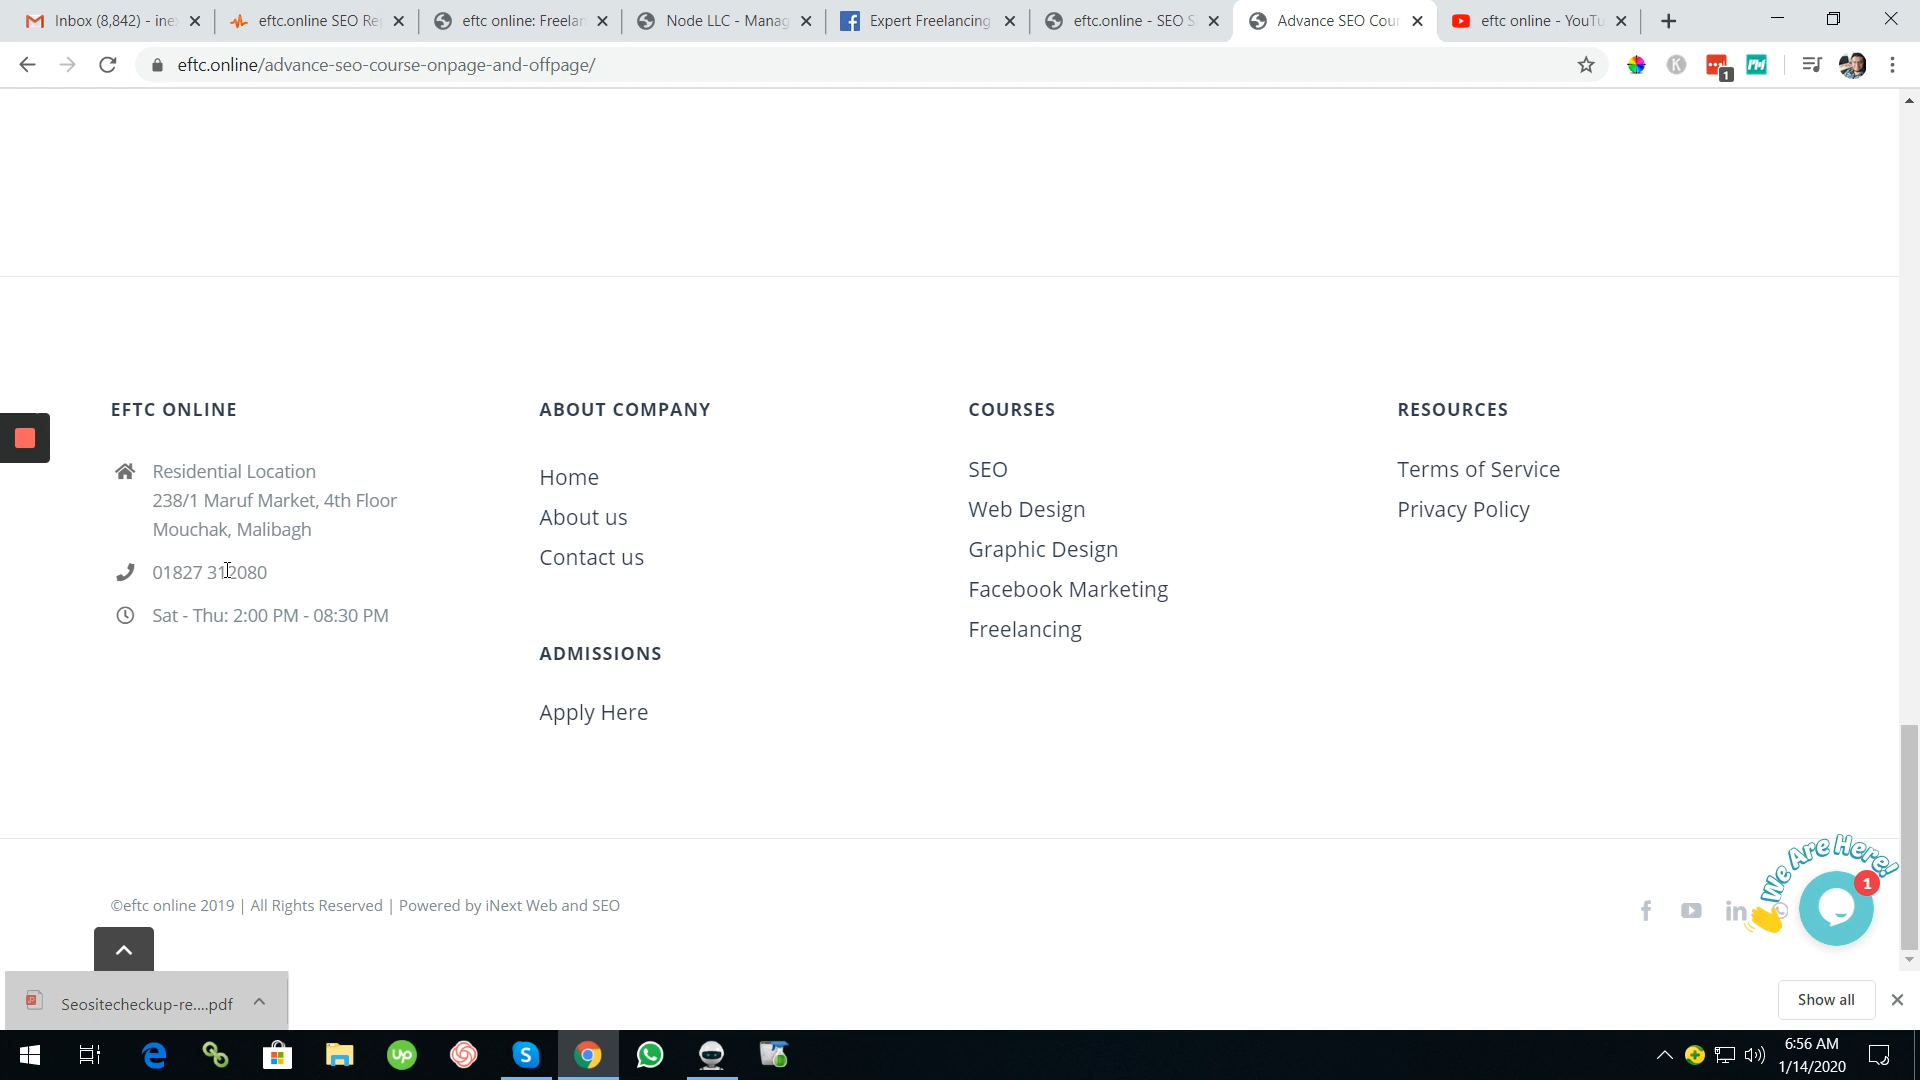 Inbox (8,842) - ine
eftc.online SEO Re
eftc online: Freelan
Node LLC - Manag
Expert Freelancing
eftc.online - SEO S
Advance SEO Cour
eftc online - YouTu
eftc.online/advance-seo-course-onpage-and-offpage/
K
1
EFTC ONLINE
Residential Location
238/1 Maruf Market, 4th Floor
Mouchak, Malibagh
01827 312080
Sat - Thu: 2:00 PM - 08:30 PM
ABOUT COMPANY
Home
About us
Contact us
ADMISSIONS
Apply Here
COURSES
SEO
Web Design
Graphic Design
Facebook Marketing
Freelancing
RESOURCES
Terms of Service
Privacy Policy
We Are Here!
1
©eftc online 2019 | All Rights Reserved | Powered by iNext Web and SEO
Seositecheckup-re....pdf
Show all
6:56 AM
1/14/2020